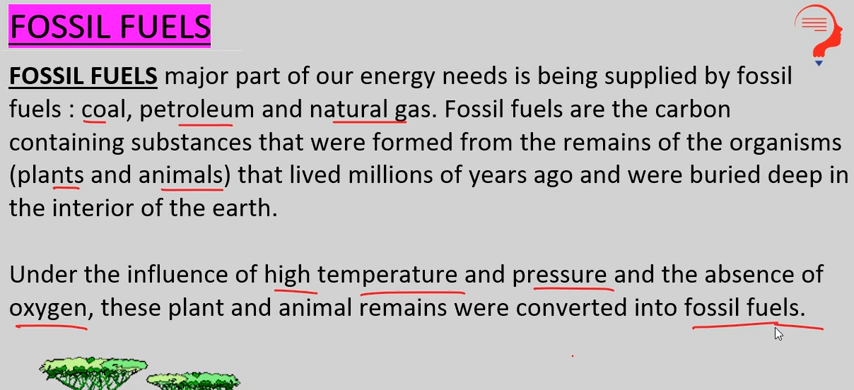 FOSSIL FUELS
FOSSIL FUELS major part of our energy needs is being supplied by fossil
fuels : coal, petroleum and natural gas. Fossil fuels are the carbon
containing substances that were formed from the remains of the organisms
(plants and animals) that lived millions of years ago and were buried deep in
the interior of the earth.
Under the influence of high temperature and pressure and the absence of
oxygen, these plant and animal remains were converted into fossil fuels.